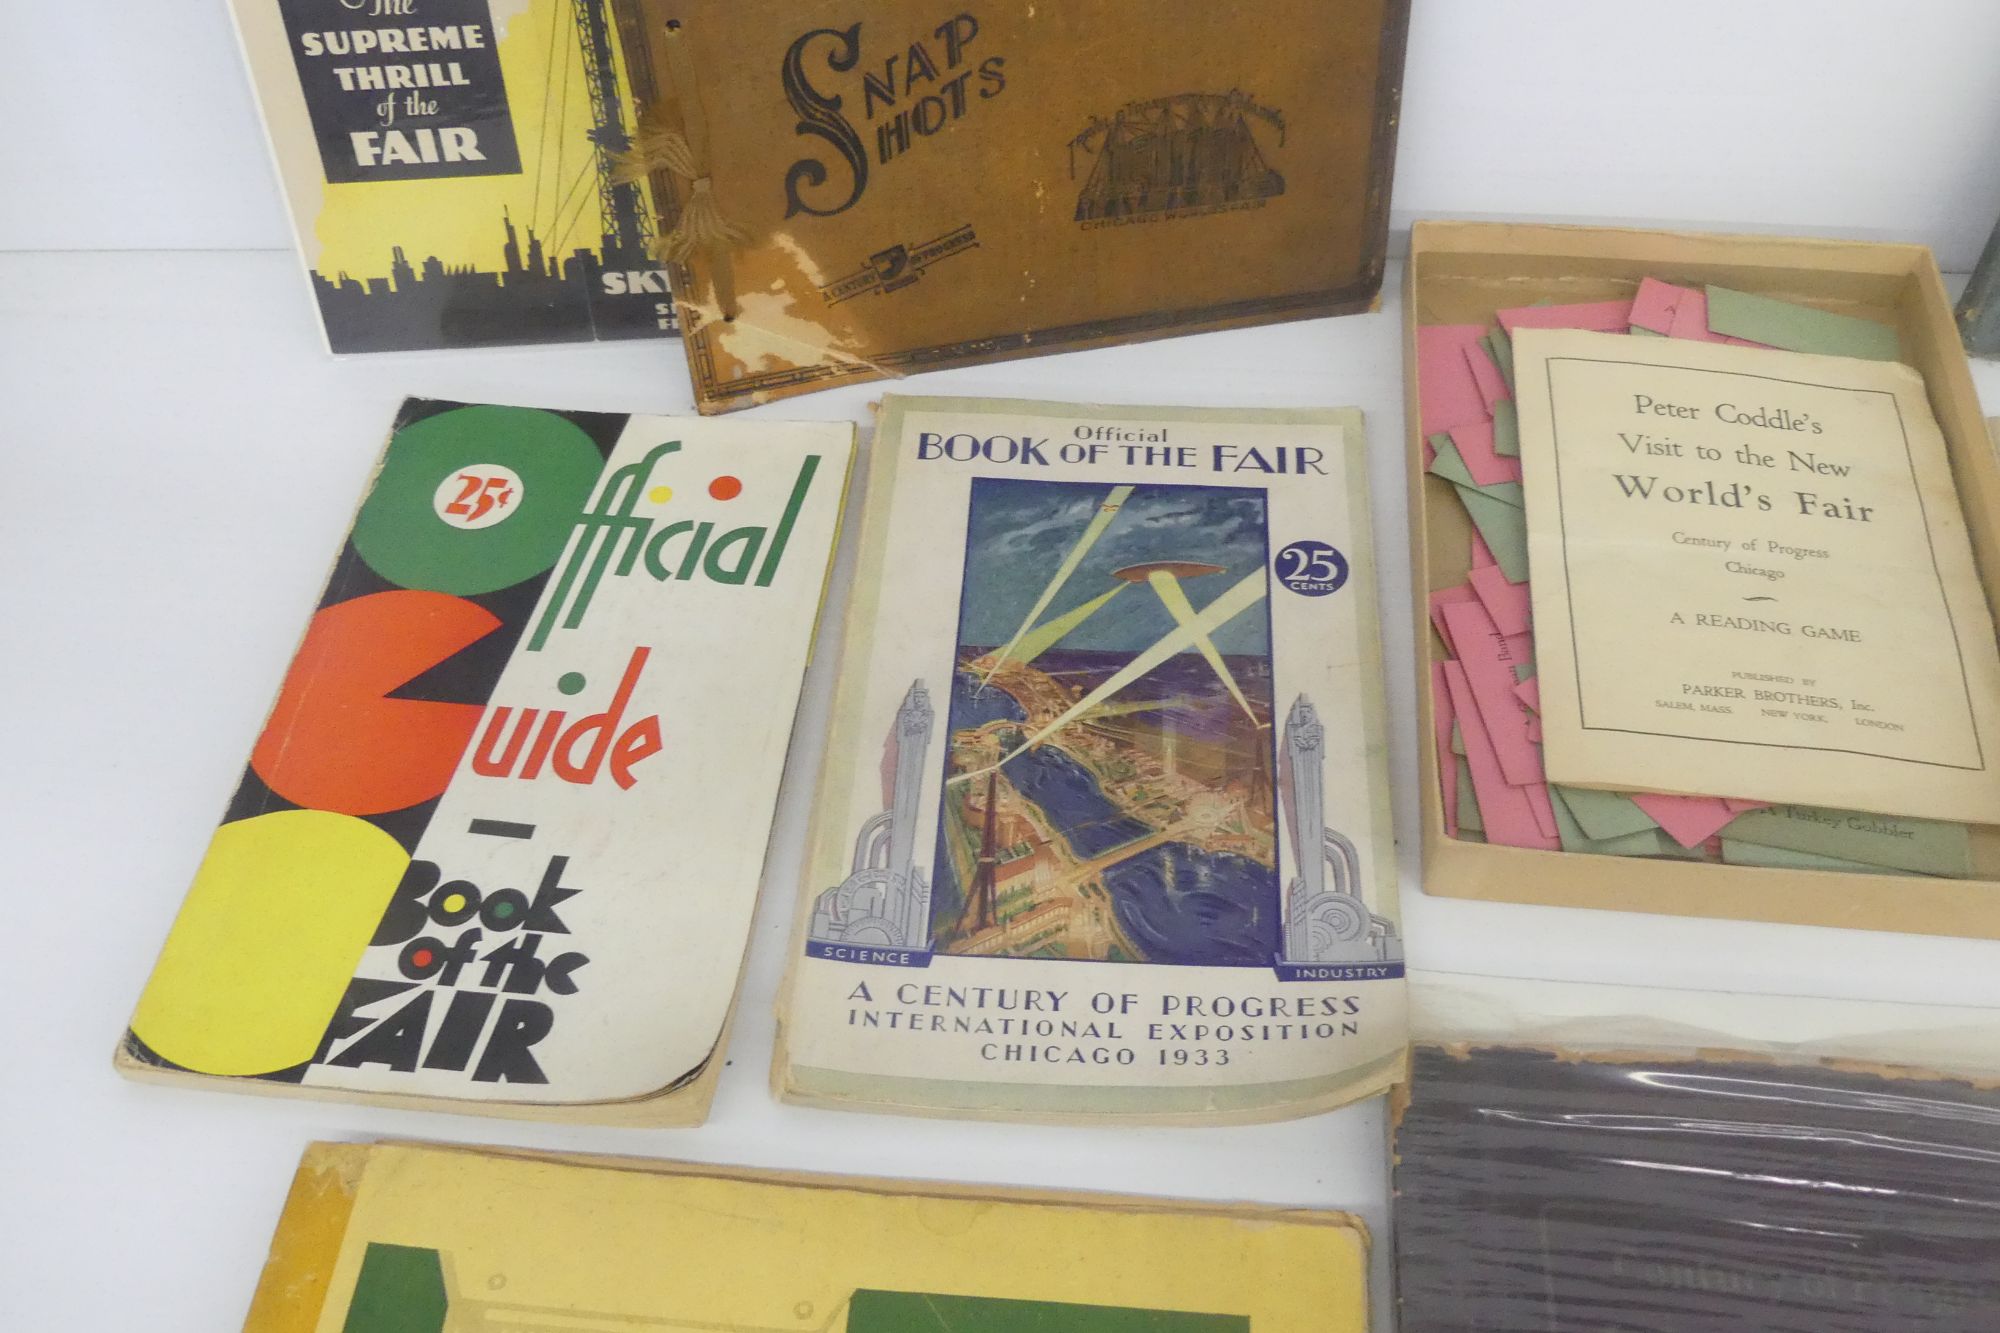 The
SUPREME
THRILL
of the
FAIR
SKY
SNAP
SHOTS
CHICAGO WORLDS FAIR
A CENTURY OF PROGRESS
25¢
Official
Guide
Book
of the
FAIR
Official
BOOK OF THE FAIR
25
CENTS
SCIENCE
INDUSTRY
A CENTURY OF PROGRESS
INTERNATIONAL EXPOSITION
CHICAGO 1933
Peter Coddle's
Visit to the New
World's Fair
Century of Progress
Chicago
A READING GAME
PUBLISHED BY
PARKER BROTHERS, Inc.
SALEM, MASS. NEW YORK, LONDON
A Turkey Gobbler